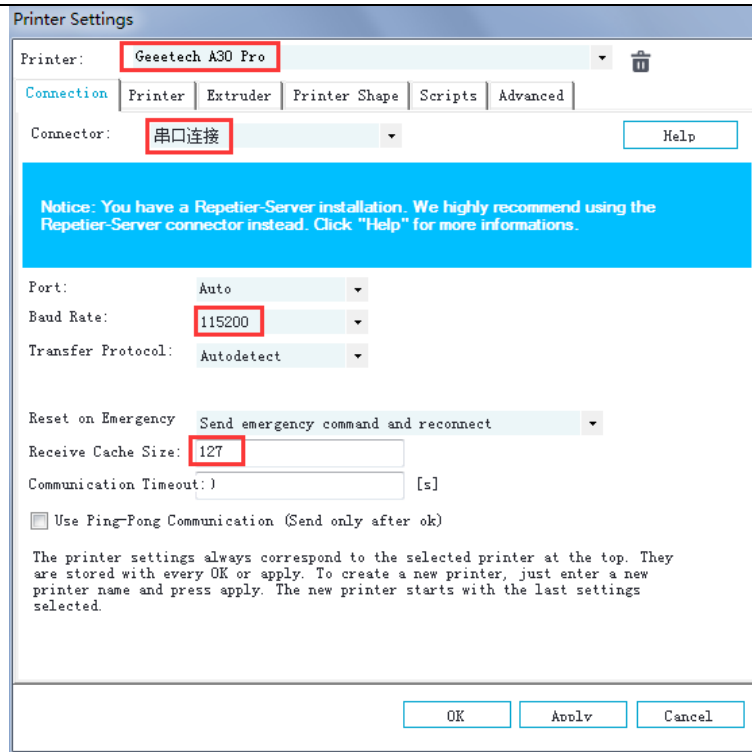 Printer Settings
Printer: Geeetech A30 Pro
Connection Printer Extruder Printer Shape Scripts Advanced
Connector: 串口连接 Help
Notice: You have a Repetier-Server installation. We highly recommend using the
Repetier-Server connector instead. Click "Help" for more informations.
Port: Auto
Baud Rate: 115200
Transfer Protocol: Autodetect
Reset on Emergency Send emergency command and reconnect
Receive Cache Size: 127
Communication Timeout:) [s]
Use Ping-Pong Communication (Send only after ok)
The printer settings always correspond to the selected printer at the top. They
are stored with every OK or apply. To create a new printer, just enter a new
printer name and press apply. The new printer starts with the last settings
selected.
OK Apply Cancel